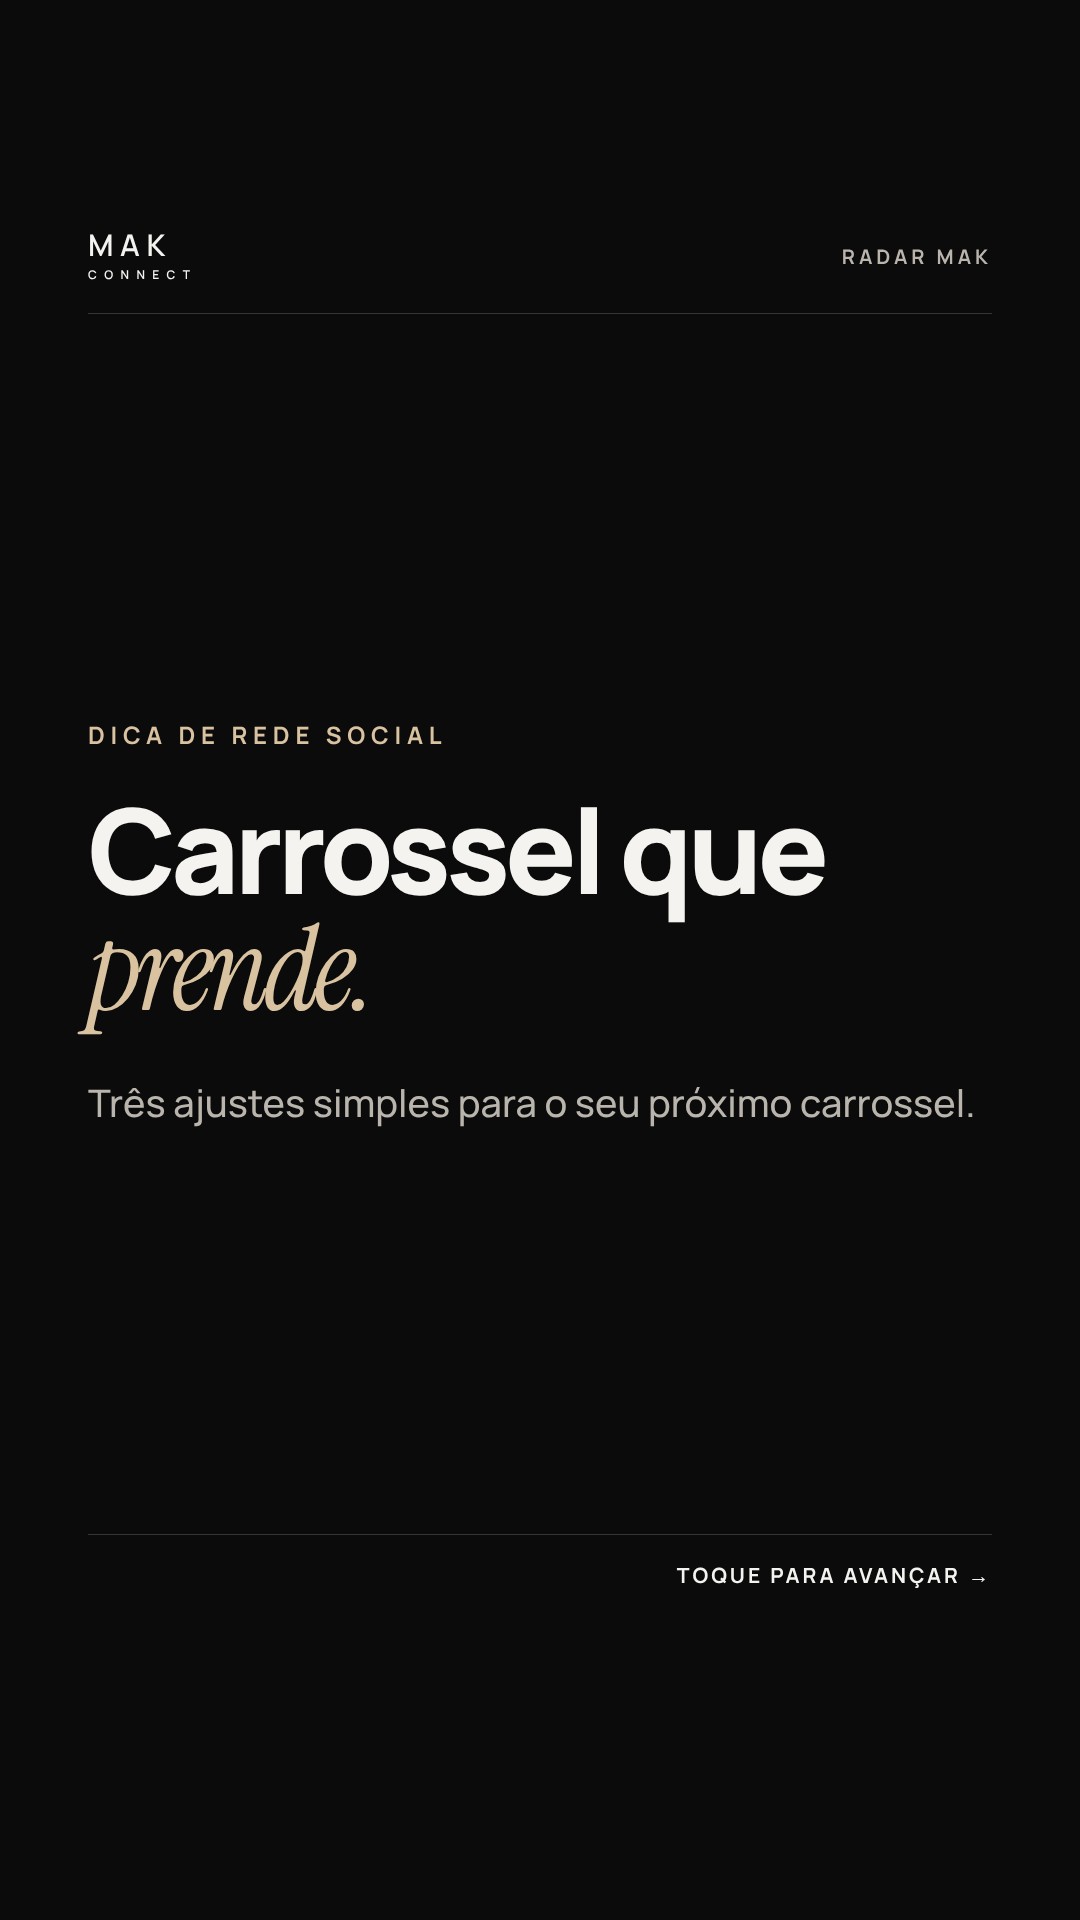 MAK
CONNECT
RADAR MAK
DICA DE REDE SOCIAL
Carrossel que
prende.
Três ajustes simples para o seu próximo carrossel.
TOQUE PARA AVANÇAR →